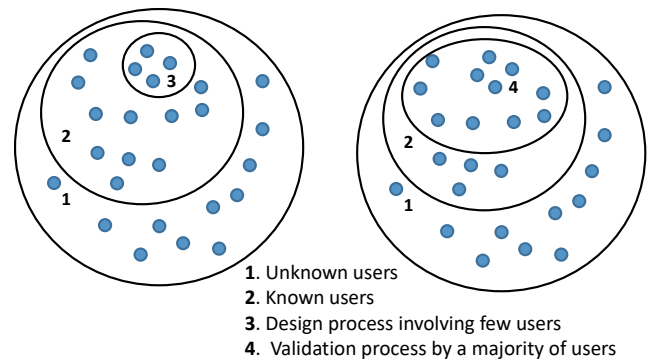 3
4
2
2
1
1
1. Unknown users
2. Known users
3. Design process involving few users
4. Validation process by a majority of users